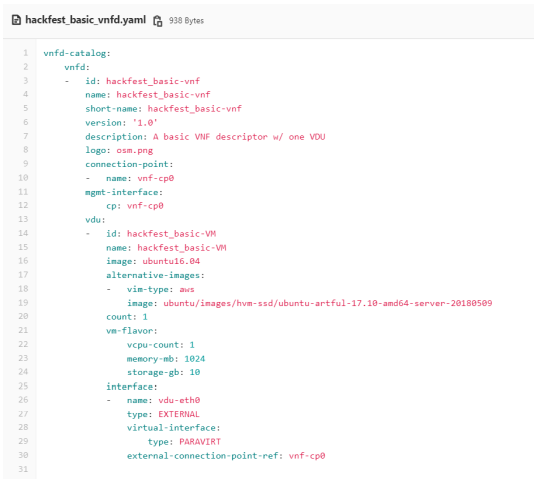 hackfest_basic_vnfd.yaml 938 Bytes
1 vnfd-catalog:
2     vnfd:
3     -   id: hackfest_basic-vnf
4         name: hackfest_basic-vnf
5         short-name: hackfest_basic-vnf
6         version: '1.0'
7         description: A basic VNF descriptor w/ one VDU
8         logo: osm.png
9         connection-point:
10         -   name: vnf-cp0
11         mgmt-interface:
12             cp: vnf-cp0
13         vdu:
14         -   id: hackfest_basic-VM
15             name: hackfest_basic-VM
16             image: ubuntu16.04
17             alternative-images:
18             -   vim-type: aws
19                 image: ubuntu/images/hvm-ssd/ubuntu-artful-17.10-amd64-server-20180509
20             count: 1
21             vm-flavor:
22                 vcpu-count: 1
23                 memory-mb: 1024
24                 storage-gb: 10
25             interface:
26             -   name: vdu-eth0
27                 type: EXTERNAL
28                 virtual-interface:
29                     type: PARAVIRT
30                 external-connection-point-ref: vnf-cp0
31